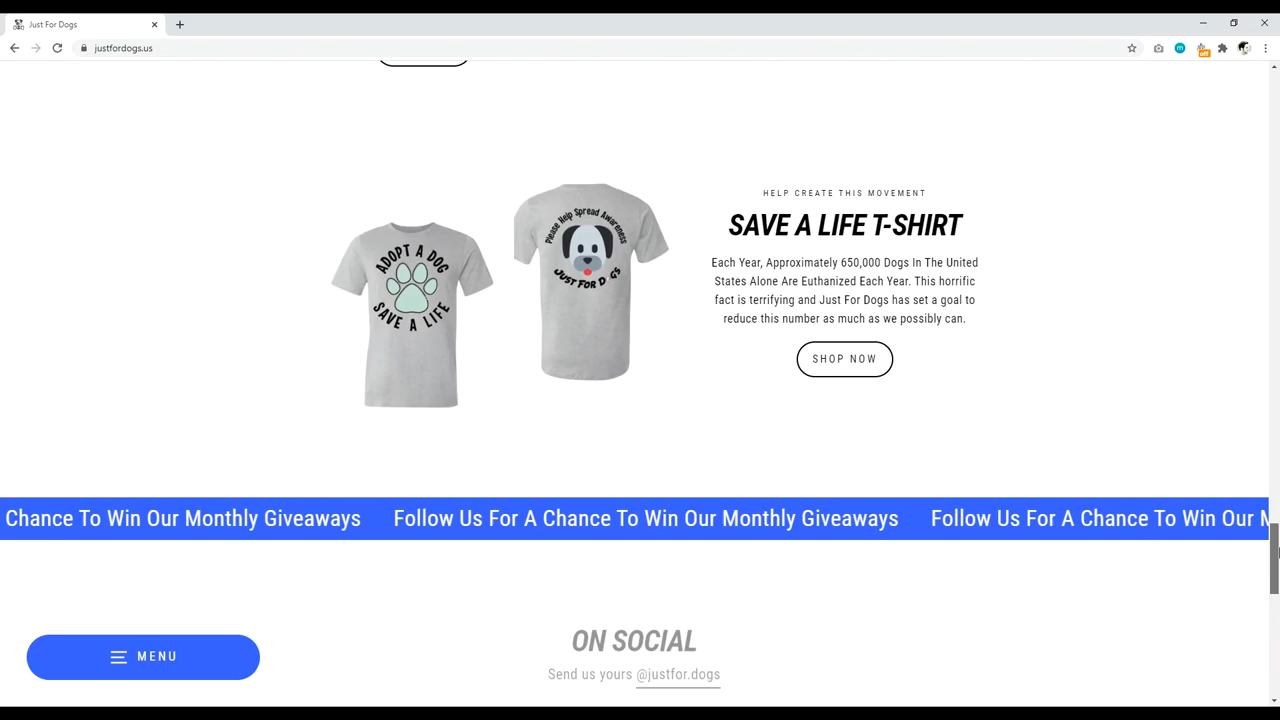 Just For Dogs
justfordogs.us
off
HELP CREATE THIS MOVEMENT
SAVE A LIFE T-SHIRT
Each Year, Approximately 650,000 Dogs In The United
States Alone Are Euthanized Each Year. This horrific
fact is terrifying and Just For Dogs has set a goal to
reduce this number as much as we possibly can.
SHOP NOW
ADOPT A DOG
SAVE A LIFE
Please Help Spread Awareness
JUST FOR D GS
Chance To Win Our Monthly Giveaways Follow Us For A Chance To Win Our Monthly Giveaways Follow Us For A Chance To Win Our M
ON SOCIAL
Send us yours @justfor.dogs
MENU